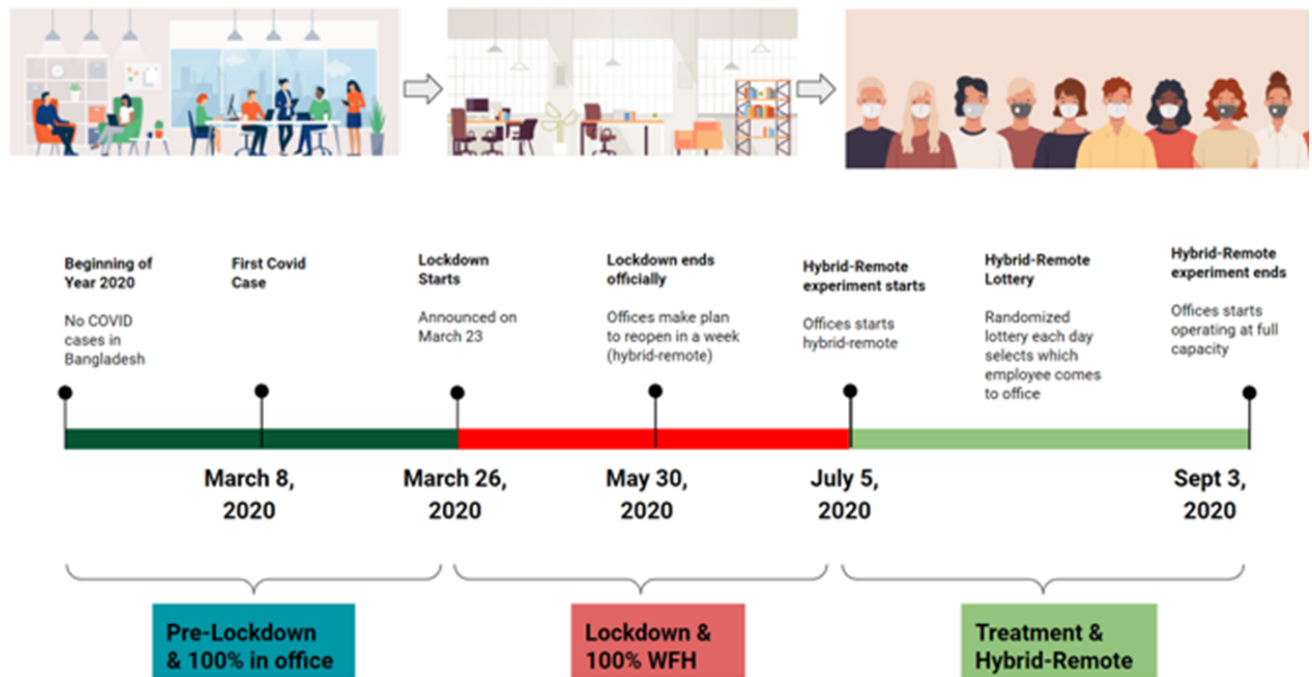 Beginning of
Year 2020
No COVID
cases in
Bangladesh
First Covid
Case
Lockdown
Starts
Announced on
March 23
Lockdown ends
officially
Offices make plan
to reopen in a week
(hybrid-remote)
Hybrid-Remote
experiment starts
Offices starts
hybrid-remote
Hybrid-Remote
Lottery
Randomized
lottery each day
selects which
employee comes
to office
Hybrid-Remote
experiment ends
Offices starts
operating at full
capacity
March 8,
2020
March 26,
2020
May 30,
2020
July 5,
2020
Sept 3,
2020
Pre-Lockdown
& 100% in office
Lockdown &
100% WFH
Treatment &
Hybrid-Remote